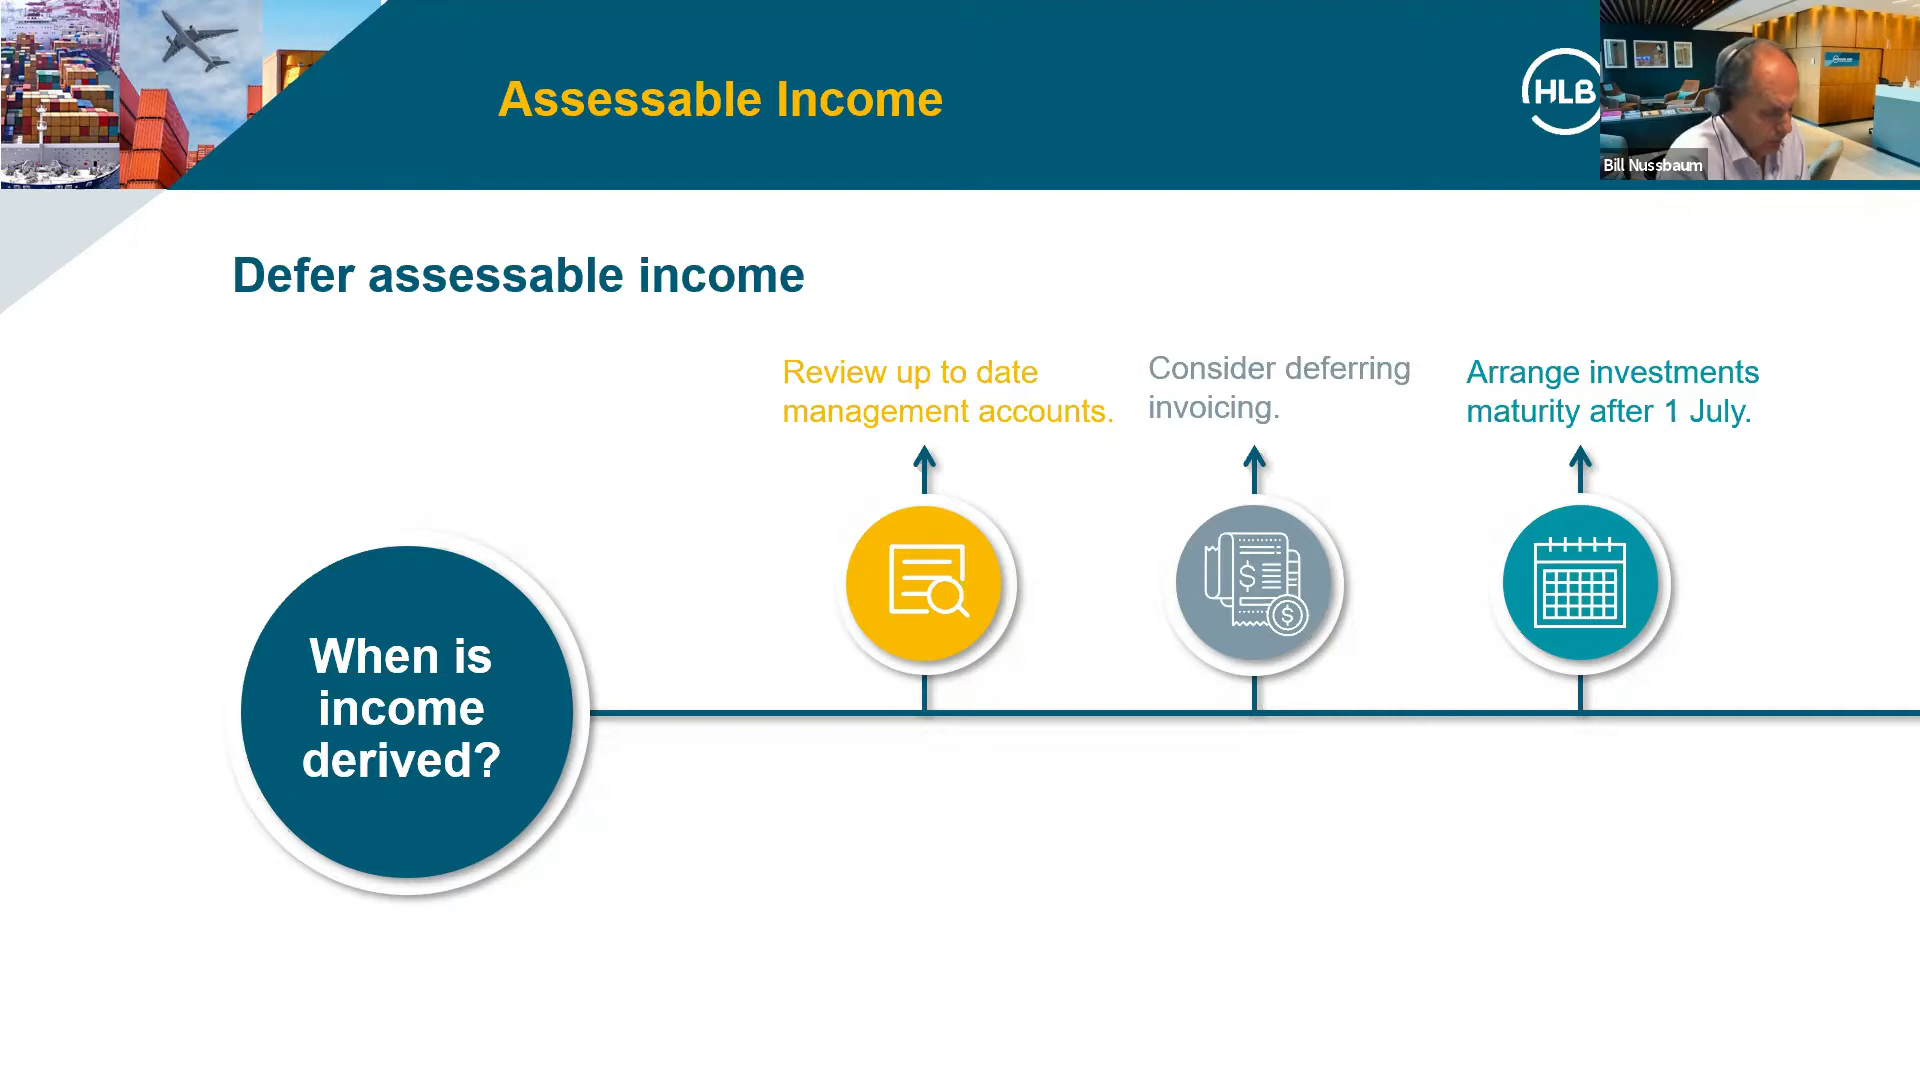 Assessable Income
HLB
Bill Nussbaum
Defer assessable income
Review up to date
management accounts.
Consider deferring
invoicing.
Arrange investments
maturity after 1 July.
When is
income
derived?